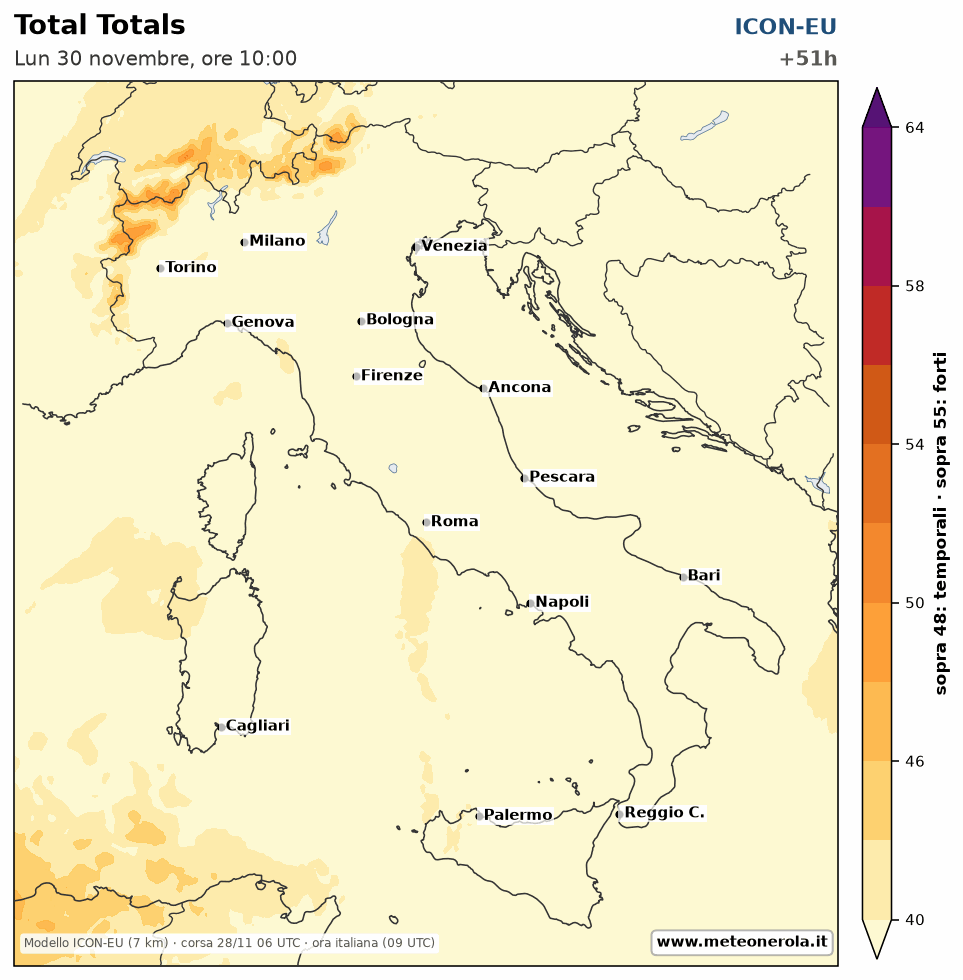 Total Totals
ICON-EU
Lun 30 novembre, ore 10:00
+51h
Milano
Venezia
Torino
Genova
Bologna
Firenze
Ancona
Pescara
Roma
Bari
Napoli
Cagliari
Palermo
Reggio C.
64
58
54
50
46
40
sopra 48: temporali · sopra 55: forti
Modello ICON-EU (7 km) · corsa 28/11 06 UTC · ora italiana (09 UTC)
www.meteonerola.it